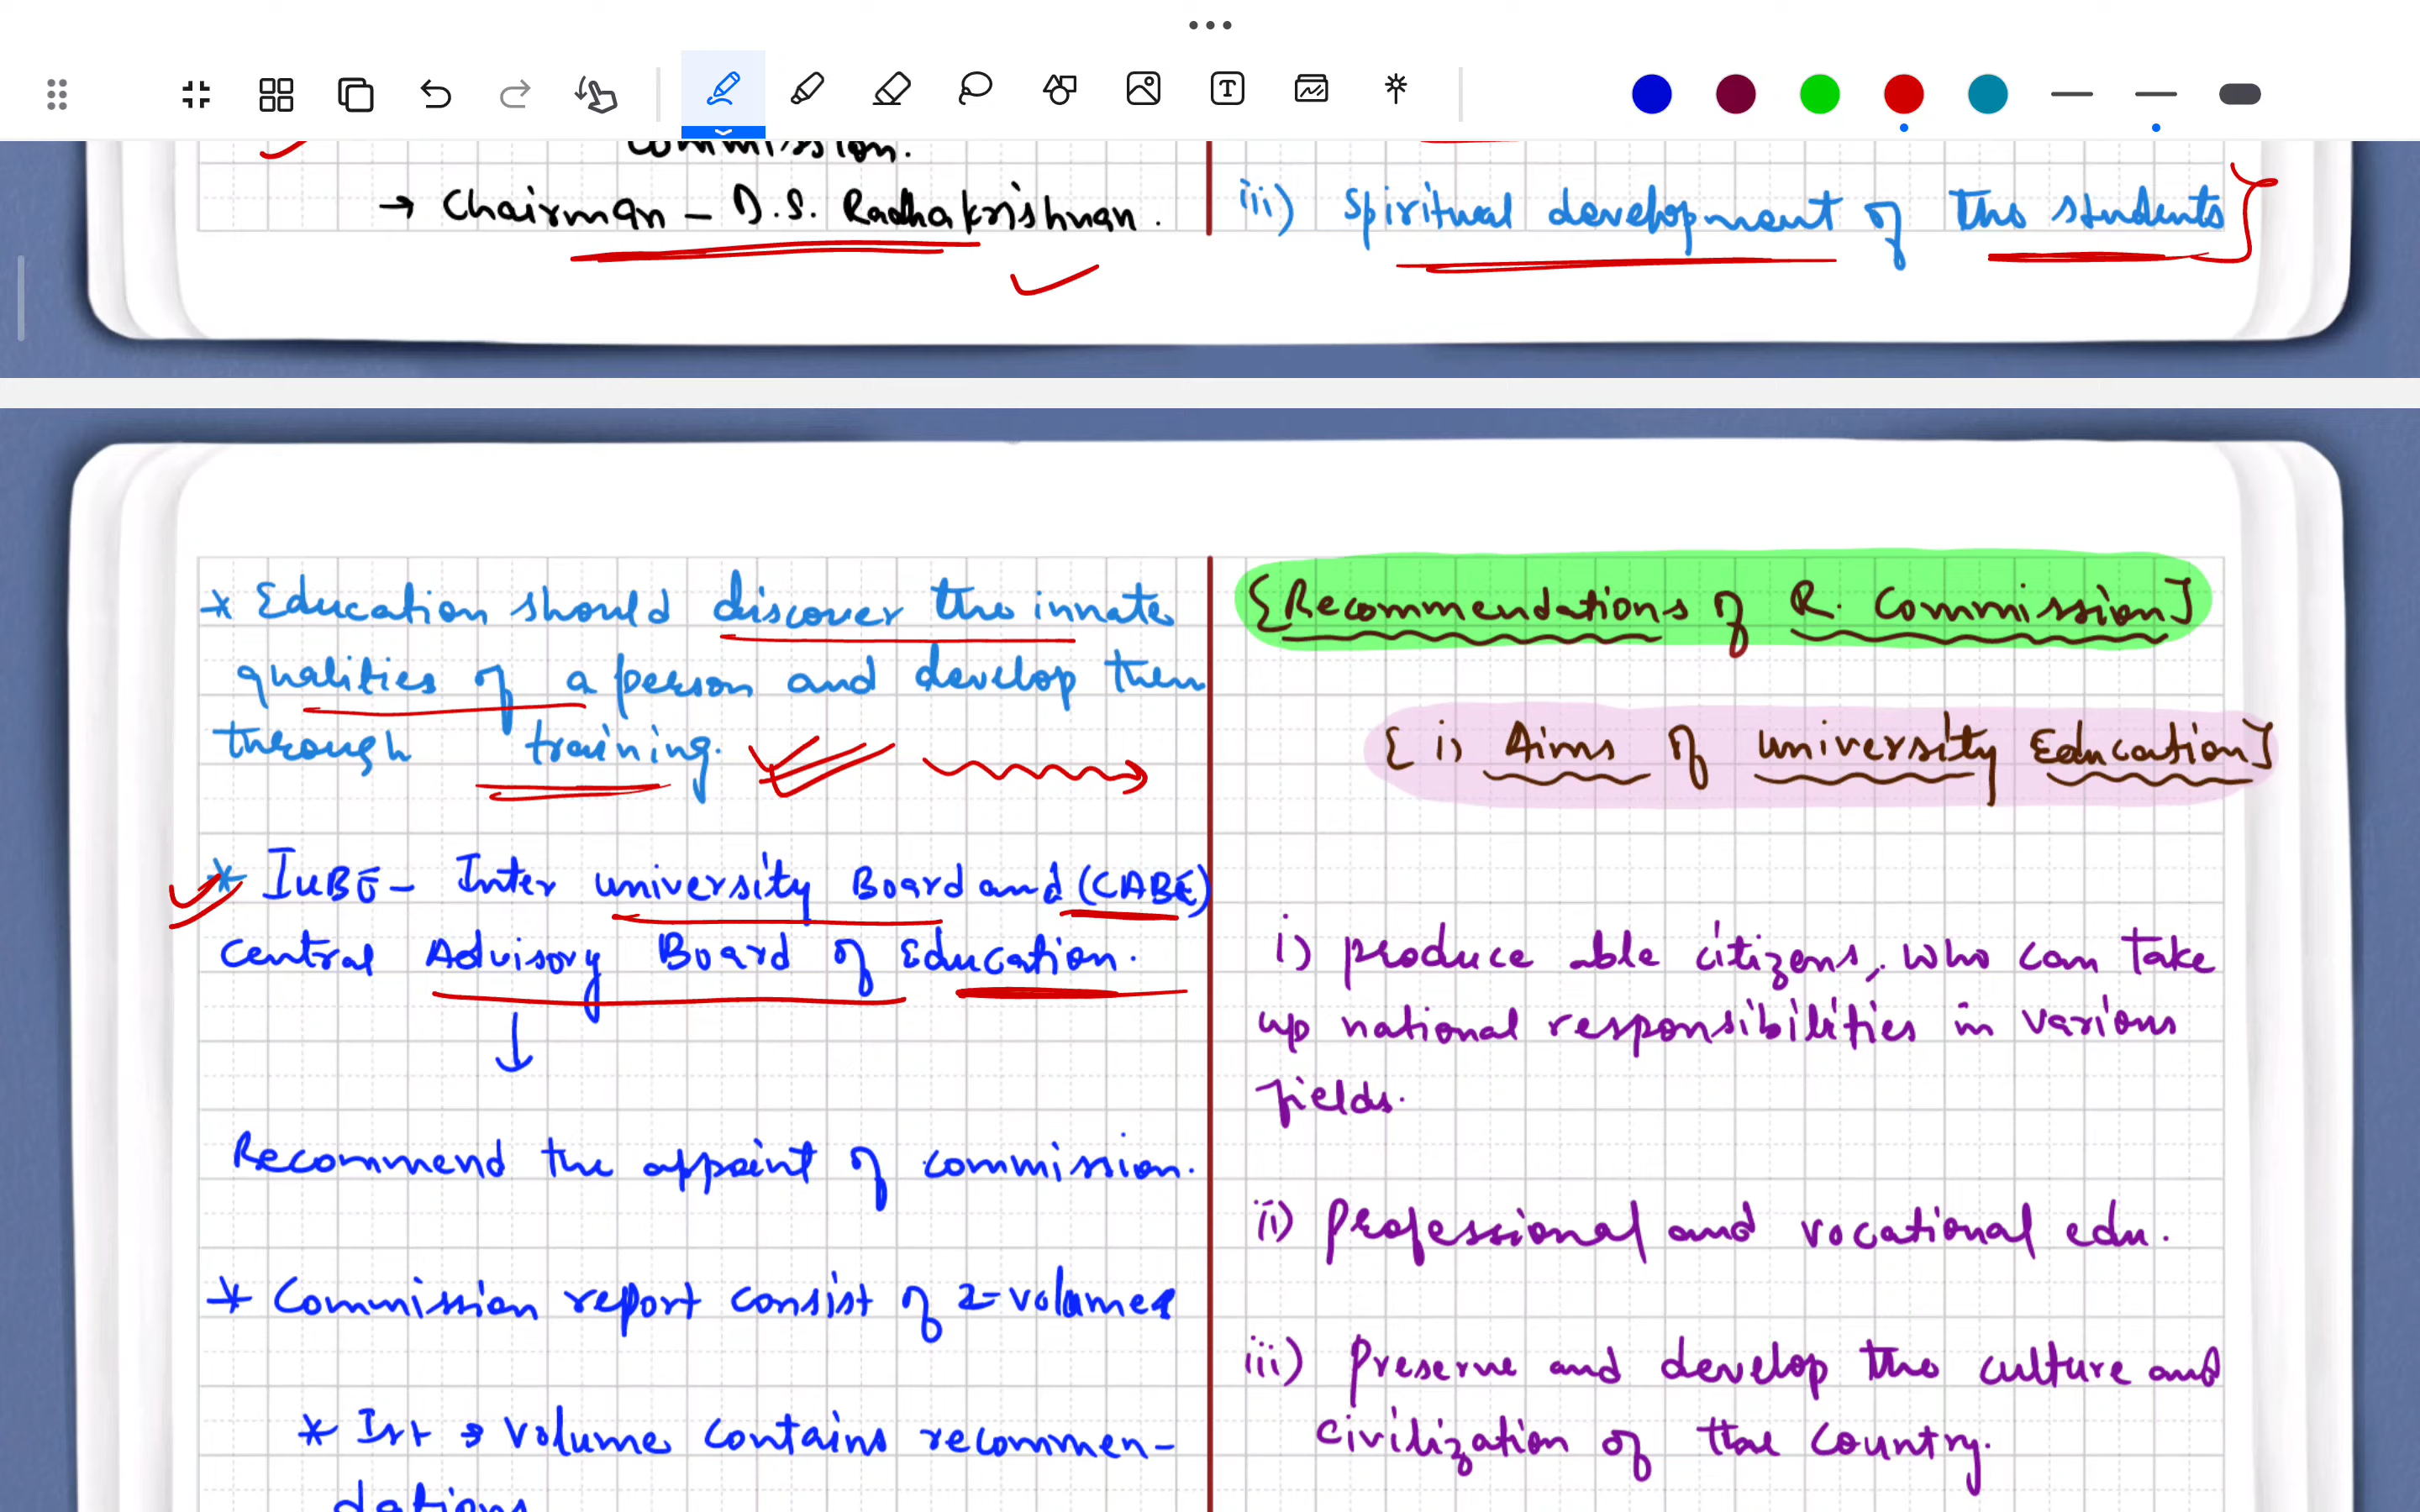 commission.
→ Chairman – D.S. Radhakrishnan.
iii) Spiritual development of the students
* Education should discover the innate
qualities of a person and develop them
through training.
* IUBE – Inter university Board and (CABE)
Central Advisory Board of Education.
↓
Recommend the appoint of commission.
* Commission report consist of 2-volumes
* Ist → Volume contains recommen-
dations
{Recommendations of R. Commission]
[ i) Aims of university Education]
i) produce able citizens, who can take
up national responsibilities in various
fields.
ii) Professional and vocational edu.
iii) Preserve and develop the culture and
civilization of the country.